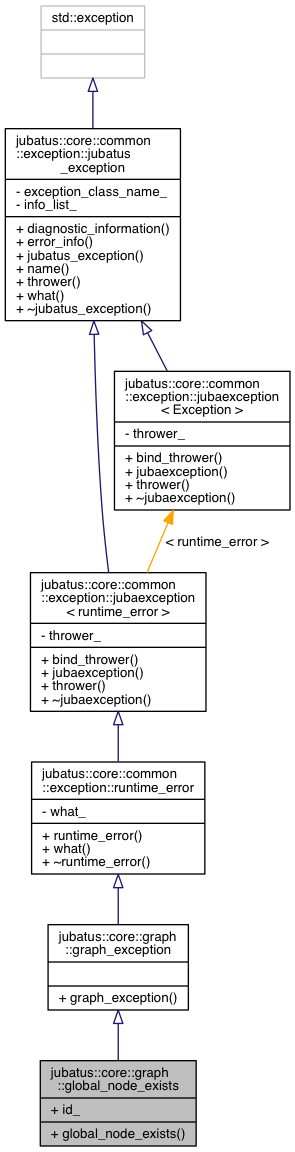 std::exception
jubatus::core::common
::exception::jubatus
_exception
- exception_class_name_
- info_list_
+ diagnostic_information()
+ error_info()
+ jubatus_exception()
+ name()
+ thrower()
+ what()
+ ~jubatus_exception()
jubatus::core::common
::exception::jubaexception
< Exception >
- thrower_
+ bind_thrower()
+ jubaexception()
+ thrower()
+ ~jubaexception()
< runtime_error >
jubatus::core::common
::exception::jubaexception
< runtime_error >
- thrower_
+ bind_thrower()
+ jubaexception()
+ thrower()
+ ~jubaexception()
jubatus::core::common
::exception::runtime_error
- what_
+ runtime_error()
+ what()
+ ~runtime_error()
jubatus::core::graph
::graph_exception
+ graph_exception()
jubatus::core::graph
::global_node_exists
+ id_
+ global_node_exists()